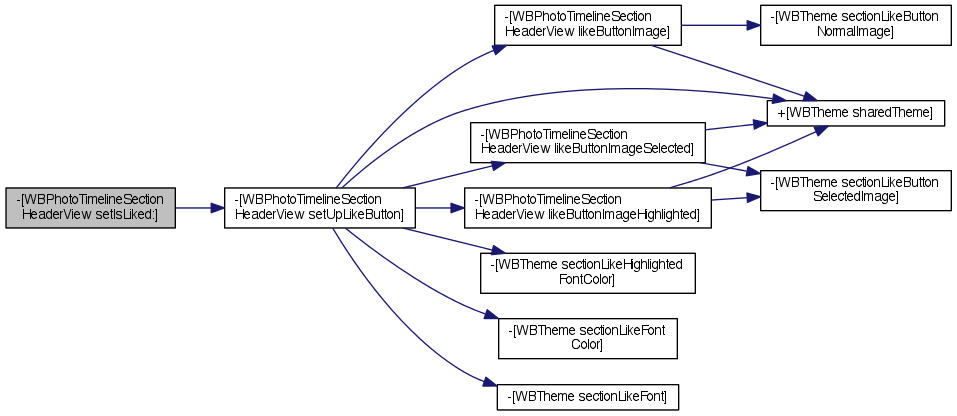 -[WBPhotoTimelineSection
HeaderView likeButtonImage]
-[WBTheme sectionLikeButton
NormalImage]
+[WBTheme sharedTheme]
-[WBPhotoTimelineSection
HeaderView likeButtonImageSelected]
-[WBTheme sectionLikeButton
SelectedImage]
-[WBPhotoTimelineSection
HeaderView setIsLiked:]
-[WBPhotoTimelineSection
HeaderView setUpLikeButton]
-[WBPhotoTimelineSection
HeaderView likeButtonImageHighlighted]
-[WBTheme sectionLikeHighlighted
FontColor]
-[WBTheme sectionLikeFont
Color]
-[WBTheme sectionLikeFont]